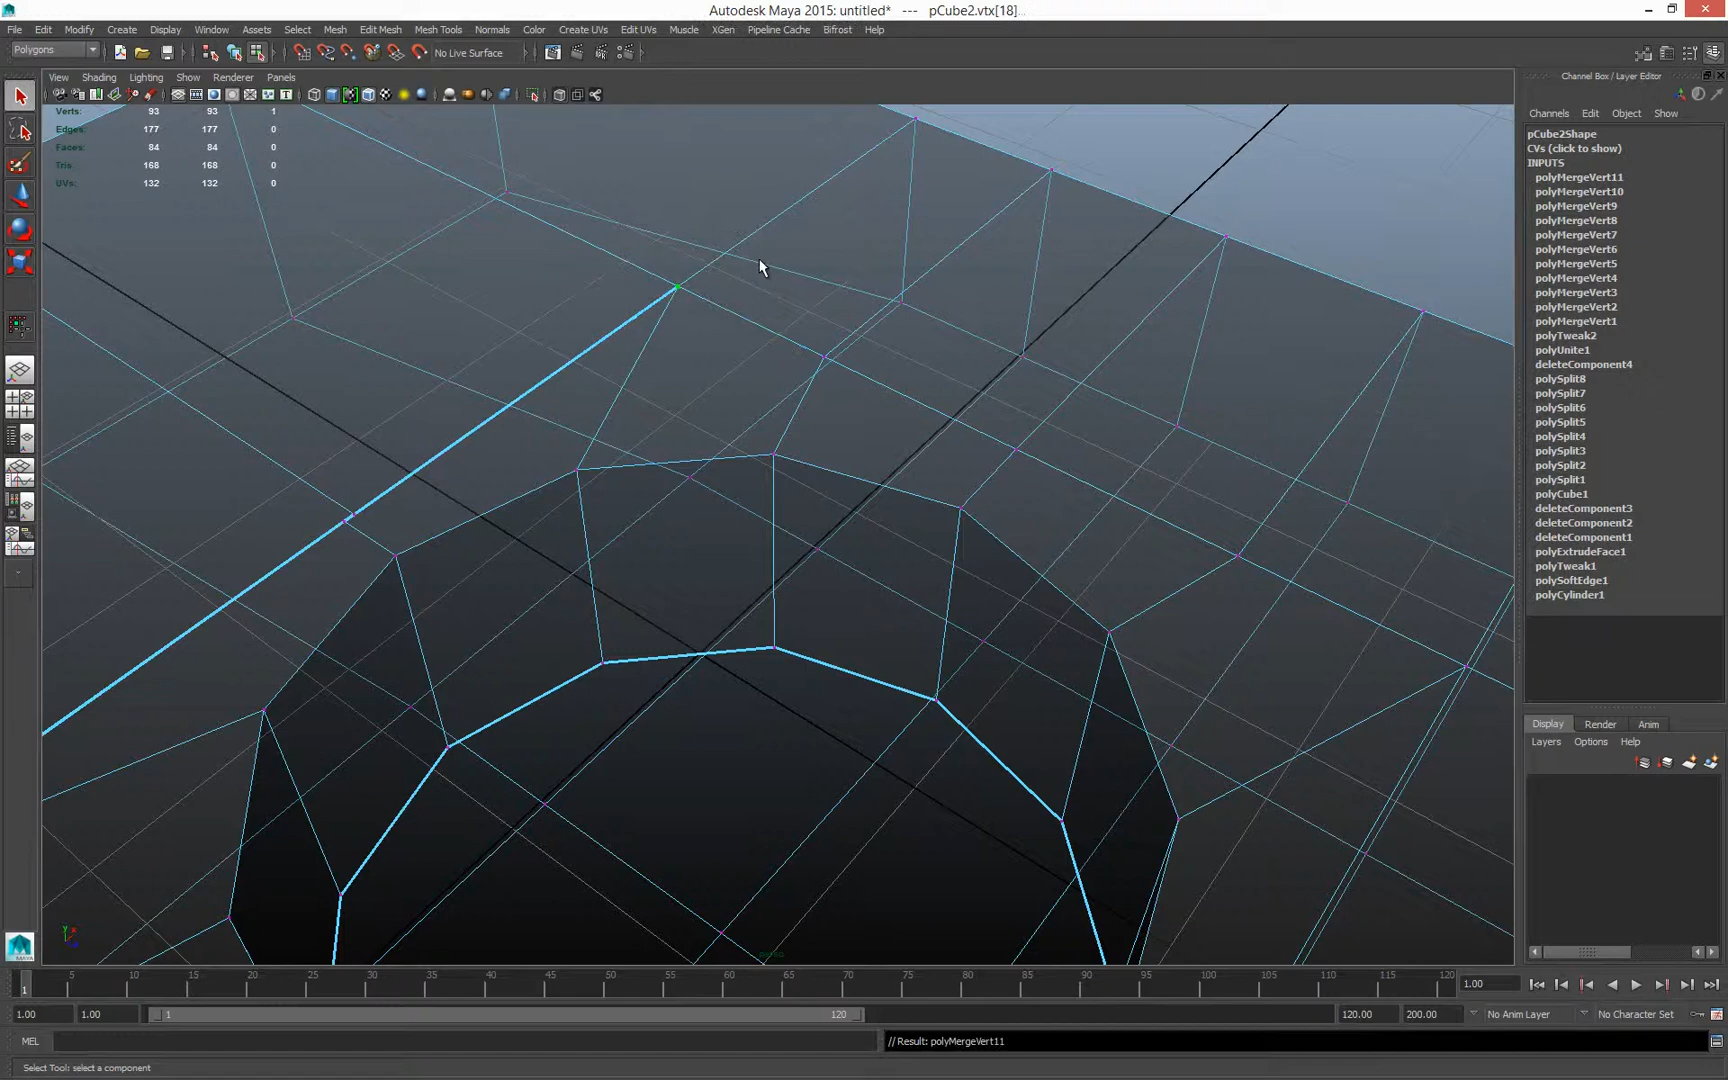 Autodesk Maya 2015: untitled* --- pCube2.vtx[18]...
File Edit Modify Create Display Window Assets Select Mesh Edit Mesh Mesh Tools Normals Color Create UVs Edit UVs Muscle XGen Pipeline Cache Bifrost Help
Polygons No Live Surface
View Shading Lighting Show Renderer Panels
Channel Box / Layer Editor
Channels Edit Object Show
Verts: 93 93 1
Edges: 177 177 0
Faces: 84 84 0
Tris: 168 168 0
UVs: 132 132 0
pCube2Shape
CVs (click to show)
INPUTS
polyMergeVert11
polyMergeVert10
polyMergeVert9
polyMergeVert8
polyMergeVert7
polyMergeVert6
polyMergeVert5
polyMergeVert4
polyMergeVert3
polyMergeVert2
polyMergeVert1
polyTweak2
polyUnite1
deleteComponent4
polySplit8
polySplit7
polySplit6
polySplit5
polySplit4
polySplit3
polySplit2
polySplit1
polyCube1
deleteComponent3
deleteComponent2
deleteComponent1
polyExtrudeFace1
polyTweak1
polySoftEdge1
polyCylinder1
Display Render Anim
Layers Options Help
persp
MAYA
5 10 15 20 25 30 35 40 45 50 55 60 65 70 75 80 85 90 95 100 105 110 115 120
1 1.00
1.00 1.00 1 120 120.00 200.00 No Anim Layer No Character Set
MEL // Result: polyMergeVert11
Select Tool: select a component